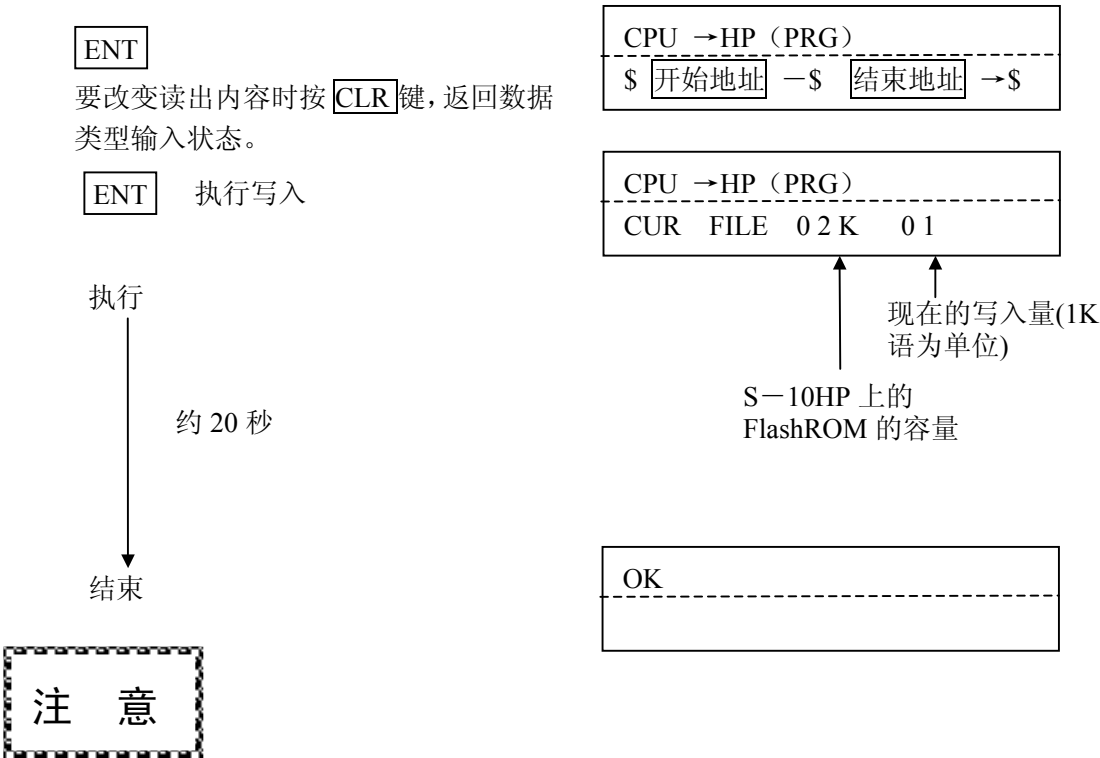 ENT
要改变读出内容时按 CLR 键，返回数据
类型输入状态。
CPU →HP（PRG）
$ 开始地址 －$ 结束地址 →$
ENT 执行写入
CPU →HP（PRG）
CUR FILE 0 2 K 0 1
现在的写入量(1K
语为单位)
S－10HP 上的
FlashROM 的容量
执行
约 20 秒
结束
OK
注 意